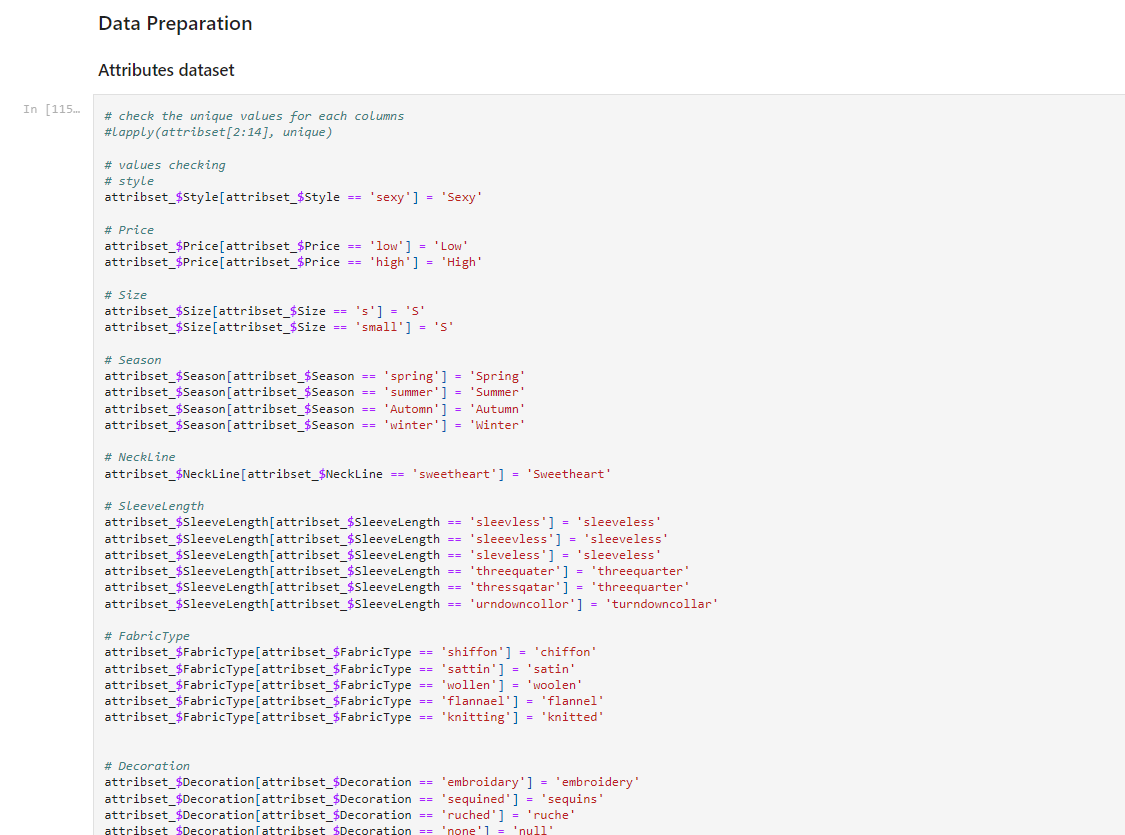 Data Preparation
Attributes dataset
In [115…
# check the unique values for each columns
#lapply(attribset[2:14], unique)
# values checking
# style
attribset_$Style[attribset_$Style == 'sexy'] = 'Sexy'
# Price
attribset_$Price[attribset_$Price == 'low'] = 'Low'
attribset_$Price[attribset_$Price == 'high'] = 'High'
# Size
attribset_$Size[attribset_$Size == 's'] = 'S'
attribset_$Size[attribset_$Size == 'small'] = 'S'
# Season
attribset_$Season[attribset_$Season == 'spring'] = 'Spring'
attribset_$Season[attribset_$Season == 'summer'] = 'Summer'
attribset_$Season[attribset_$Season == 'Automn'] = 'Autumn'
attribset_$Season[attribset_$Season == 'winter'] = 'Winter'
# NeckLine
attribset_$NeckLine[attribset_$NeckLine == 'sweetheart'] = 'Sweetheart'
# SleeveLength
attribset_$SleeveLength[attribset_$SleeveLength == 'sleevless'] = 'sleeveless'
attribset_$SleeveLength[attribset_$SleeveLength == 'sleeevless'] = 'sleeveless'
attribset_$SleeveLength[attribset_$SleeveLength == 'sleveless'] = 'sleeveless'
attribset_$SleeveLength[attribset_$SleeveLength == 'threequater'] = 'threequarter'
attribset_$SleeveLength[attribset_$SleeveLength == 'thressqatar'] = 'threequarter'
attribset_$SleeveLength[attribset_$SleeveLength == 'urndowncollor'] = 'turndowncollar'
# FabricType
attribset_$FabricType[attribset_$FabricType == 'shiffon'] = 'chiffon'
attribset_$FabricType[attribset_$FabricType == 'sattin'] = 'satin'
attribset_$FabricType[attribset_$FabricType == 'wollen'] = 'woolen'
attribset_$FabricType[attribset_$FabricType == 'flannael'] = 'flannel'
attribset_$FabricType[attribset_$FabricType == 'knitting'] = 'knitted'
# Decoration
attribset_$Decoration[attribset_$Decoration == 'embroidary'] = 'embroidery'
attribset_$Decoration[attribset_$Decoration == 'sequined'] = 'sequins'
attribset_$Decoration[attribset_$Decoration == 'ruched'] = 'ruche'
attribset_$Decoration[attribset_$Decoration == 'none'] = 'null'